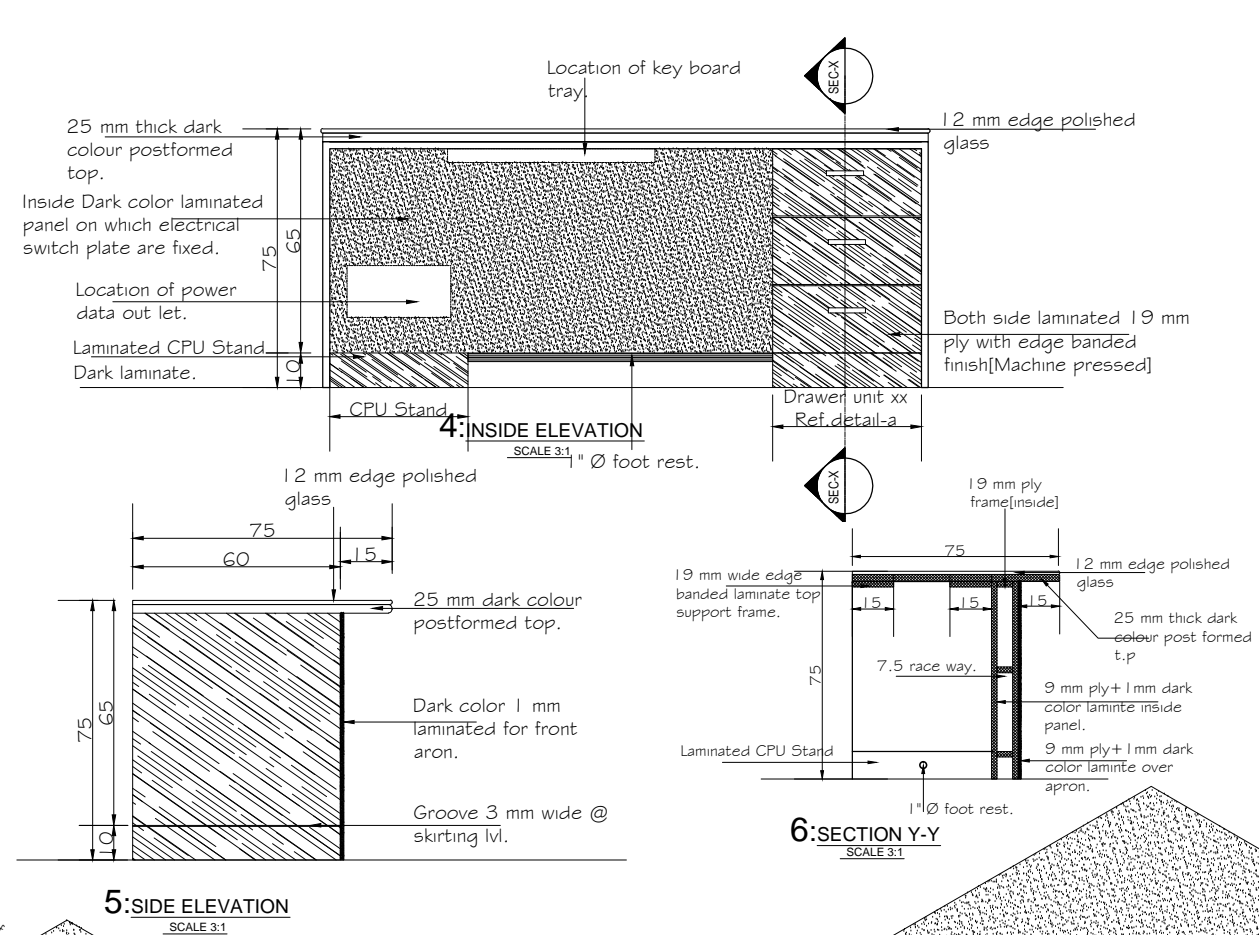 Location of key board
tray.
SEC-X
25 mm thick dark
colour postformed
top.
12 mm edge polished
glass
Inside Dark color laminated
panel on which electrical
switch plate are fixed.
75
65
10
Location of power
data out let.
Laminated CPU Stand
Dark laminate.
Both side laminated 19 mm
ply with edge banded
finish[Machine pressed]
CPU Stand
Drawer unit xx
Ref.detail-a
4:INSIDE ELEVATION
SCALE 3:1
1" Ø foot rest.
SEC-X
12 mm edge polished
glass
75
60
15
25 mm dark colour
postformed top.
75
65
10
Dark color 1 mm
laminated for front
aron.
Groove 3 mm wide @
skirting lvl.
5:SIDE ELEVATION
SCALE 3:1
19 mm ply
frame[inside]
75
12 mm edge polished
glass
19 mm wide edge
banded laminate top
support frame.
15
15
15
25 mm thick dark
colour post formed
t.p
75
7.5 race way.
9 mm ply+1mm dark
color laminte inside
panel.
Laminated CPU Stand
9 mm ply+1mm dark
color laminte over
apron.
1"Ø foot rest.
6:SECTION Y-Y
SCALE 3:1